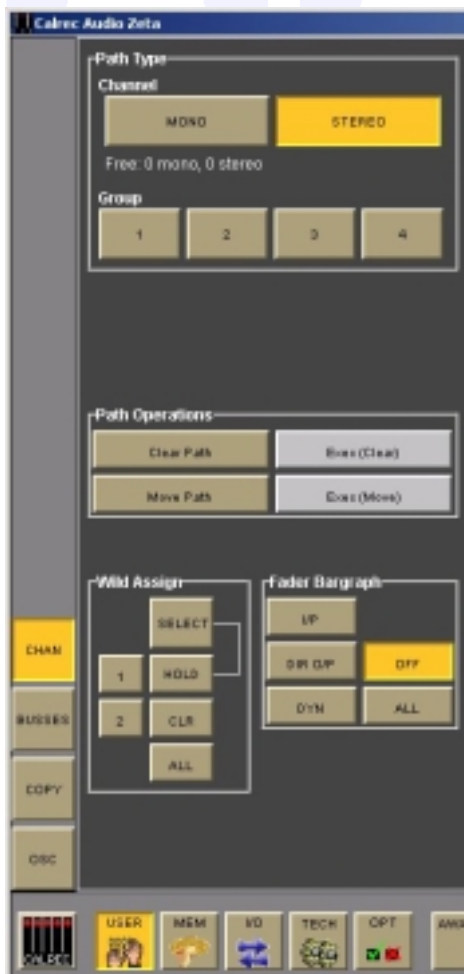 Calrec Audio Zeta
Path Type
Channel
MONO STEREO
Free: 0 mono, 0 stereo
Group
1 2 3 4
Path Operations
Clear Path Exec (Clear)
Move Path Exec (Move)
Wild Assign Fader Bargraph
SELECT I/P
1 HOLD DIR O/P OFF
2 CLR DYN ALL
ALL
CHAN
BUSSES
COPY
OSC
USER MEM I/O TECH OPT AWA
CALREC